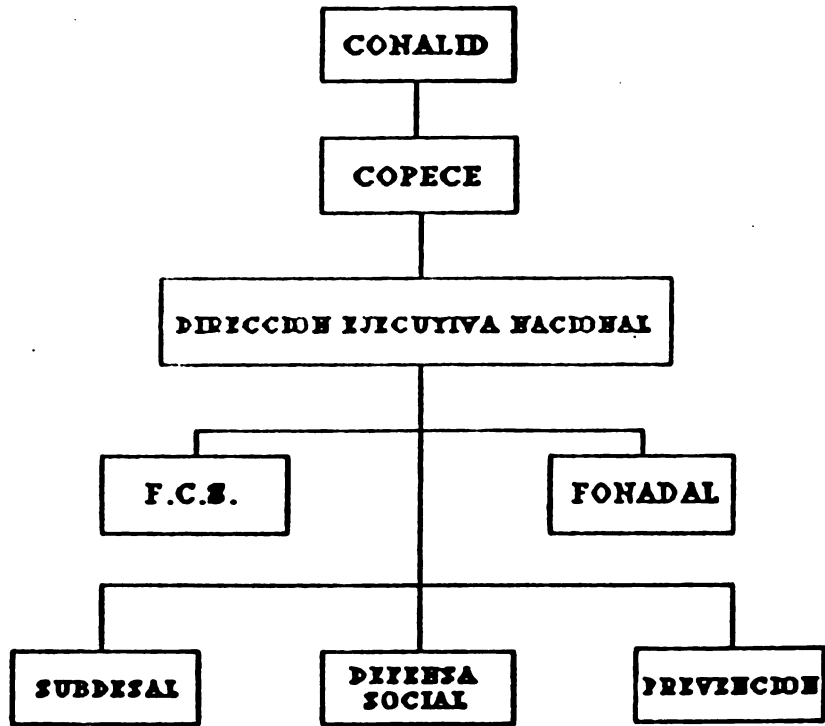 CONALID
COPECE
DIRECCION EJECUTIVA NACIONAL
F.C.S. FONADAL
SUBDESAL
DEFENSA
SOCIAL
PREVENCION